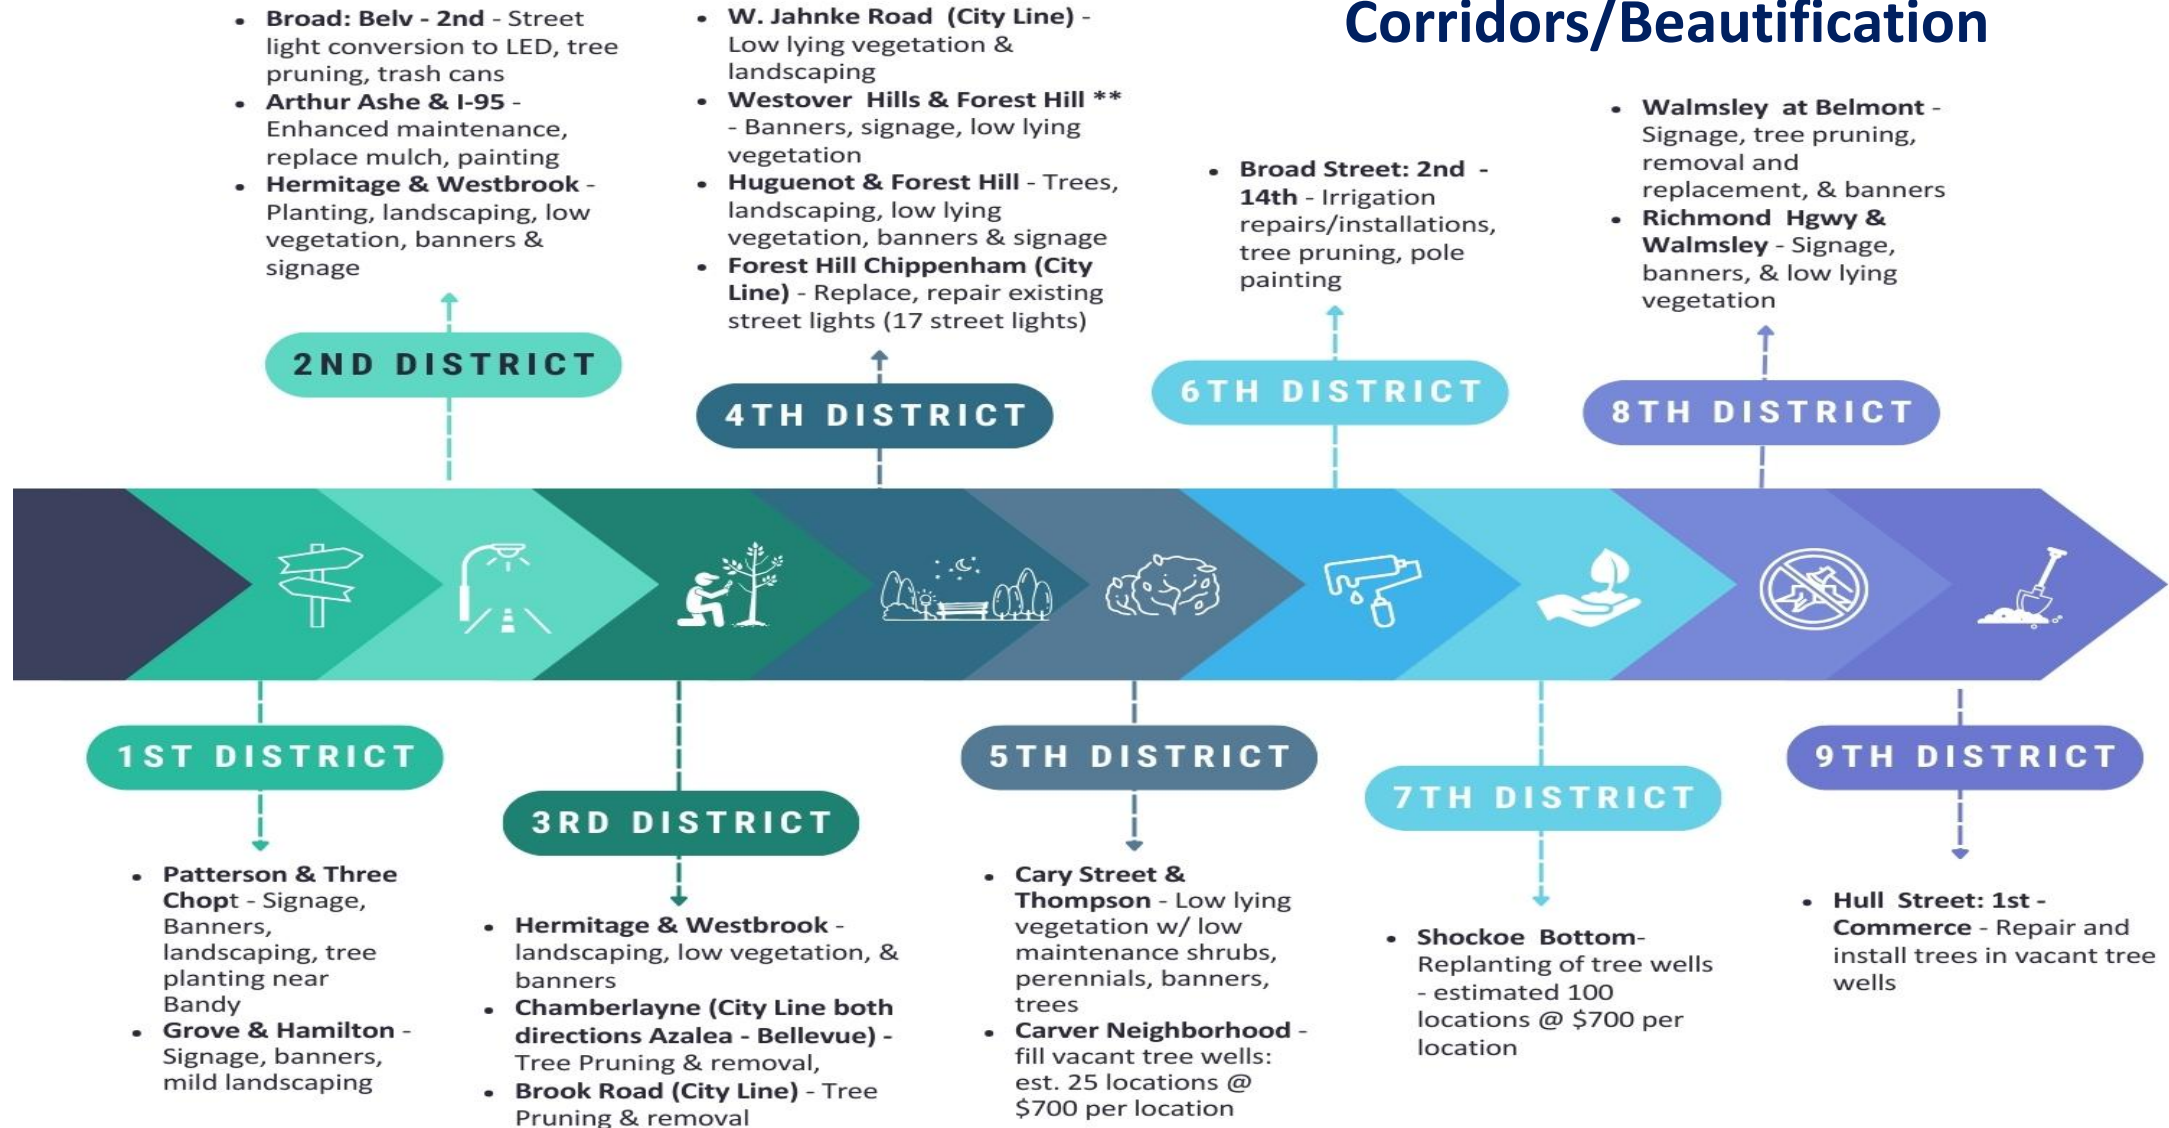 Corridors/Beautification
• Broad: Belv - 2nd - Street
light conversion to LED, tree
pruning, trash cans
• Arthur Ashe & I-95 -
Enhanced maintenance,
replace mulch, painting
• Hermitage & Westbrook -
Planting, landscaping, low
vegetation, banners &
signage
2ND DISTRICT
• W. Jahnke Road (City Line) -
Low lying vegetation &
landscaping
• Westover Hills & Forest Hill **
- Banners, signage, low lying
vegetation
• Huguenot & Forest Hill - Trees,
landscaping, low lying
vegetation, banners & signage
• Forest Hill Chippenham (City
Line) - Replace, repair existing
street lights (17 street lights)
4TH DISTRICT
• Broad Street: 2nd -
14th - Irrigation
repairs/installations,
tree pruning, pole
painting
6TH DISTRICT
• Walmsley at Belmont -
Signage, tree pruning,
removal and
replacement, & banners
• Richmond Hgwy &
Walmsley - Signage,
banners, & low lying
vegetation
8TH DISTRICT
1ST DISTRICT
• Patterson & Three
Chopt - Signage,
Banners,
landscaping, tree
planting near
Bandy
• Grove & Hamilton -
Signage, banners,
mild landscaping
3RD DISTRICT
• Hermitage & Westbrook -
landscaping, low vegetation, &
banners
• Chamberlayne (City Line both
directions Azalea - Bellevue) -
Tree Pruning & removal,
• Brook Road (City Line) - Tree
Pruning & removal
5TH DISTRICT
• Cary Street &
Thompson - Low lying
vegetation w/ low
maintenance shrubs,
perennials, banners,
trees
• Carver Neighborhood -
fill vacant tree wells:
est. 25 locations @
$700 per location
7TH DISTRICT
• Shockoe Bottom-
Replanting of tree wells
- estimated 100
locations @ $700 per
location
9TH DISTRICT
• Hull Street: 1st -
Commerce - Repair and
install trees in vacant tree
wells